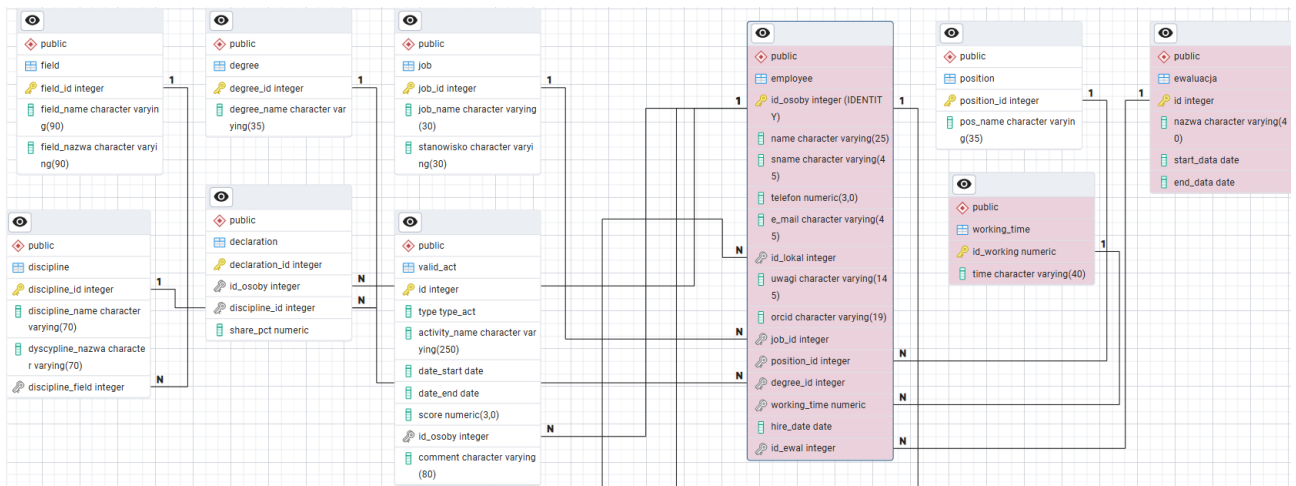 public
field
field_id integer
field_name character varyi
ng(90)
field_nazwa character varyi
ng(90)
1
public
degree
degree_id integer
degree_name character var
ying(35)
1
public
job
job_id integer
job_name character varying
(30)
stanowisko character varyi
ng(30)
1
public
employee
id_osoby integer (IDENTIT
Y)
name character varying(25)
sname character varying(4
5)
telefon numeric(3,0)
e_mail character varying(4
5)
id_lokal integer
uwagi character varying(14
5)
orcid character varying(19)
job_id integer
position_id integer
degree_id integer
working_time numeric
hire_date date
id_ewal integer
1
1
N
N
N
N
N
N
public
position
position_id integer
pos_name character varyin
g(35)
1
public
ewaluacja
id integer
nazwa character varying(4
0)
start_data date
end_data date
1
public
working_time
id_working numeric
time character varying(40)
1
public
discipline
discipline_id integer
discipline_name character
varying(70)
dyscypline_nazwa characte
r varying(70)
discipline_field integer
1
N
public
declaration
declaration_id integer
id_osoby integer
discipline_id integer
share_pct numeric
N
N
public
valid_act
id integer
type type_act
activity_name character var
ying(250)
date_start date
date_end date
score numeric(3,0)
id_osoby integer
comment character varying
(80)
N